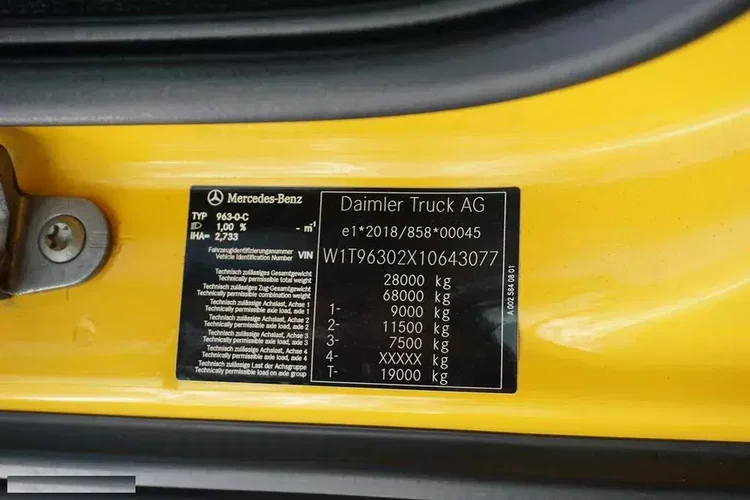 Mercedes-Benz
TYP 963-0-C
1,00 % - m⁻¹
IHA= 2,733
Fahrzeugidentifizierungsnummer
Vehicle Identification Number VIN
Technisch zulässiges Gesamtgewicht
Technically permissible total weight
Technisch zulässiges Zug-Gesamtgewicht
Technically permissible combination weight
Technisch zulässige Achslast, Achse 1
Technically permissible axle load, axle 1
Technisch zulässige Achslast, Achse 2
Technically permissible axle load, axle 2
Technisch zulässige Achslast, Achse 3
Technically permissible axle load, axle 3
Technisch zulässige Achslast, Achse 4
Technically permissible axle load, axle 4
Technisch zulässige Last der Achsgruppe
Technically permissible load on axle group
Daimler Truck AG
e1*2018/858*00045
W1T96302X10643077
28000 kg
68000 kg
1- 9000 kg
2- 11500 kg
3- 7500 kg
4- XXXXX kg
T- 19000 kg
A 002 584 08 01